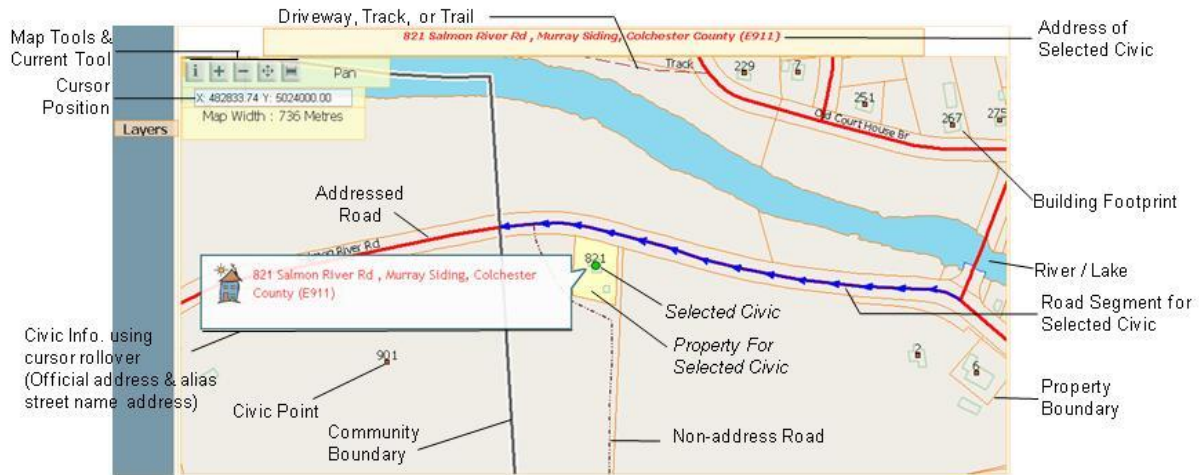 Driveway, Track, or Trail
821 Salmon River Rd , Murray Siding, Colchester County (E911)
Address of
Selected Civic
Map Tools &
Current Tool
Cursor
Position
Pan
X: 482833.74 Y: 5024000.00
Map Width : 736 Metres
Layers
Track
229
7
251
267
275
Old Court House Br
Building Footprint
Addressed
Road
River Rd
821
821 Salmon River Rd , Murray Siding, Colchester
County (E911)
River / Lake
Road Segment for
Selected Civic
Selected Civic
Property For
Selected Civic
Civic Info. using
cursor rollover
(Official address & alias
street name address)
901
2
6
Property
Boundary
Civic Point
Community
Boundary
Non-address Road